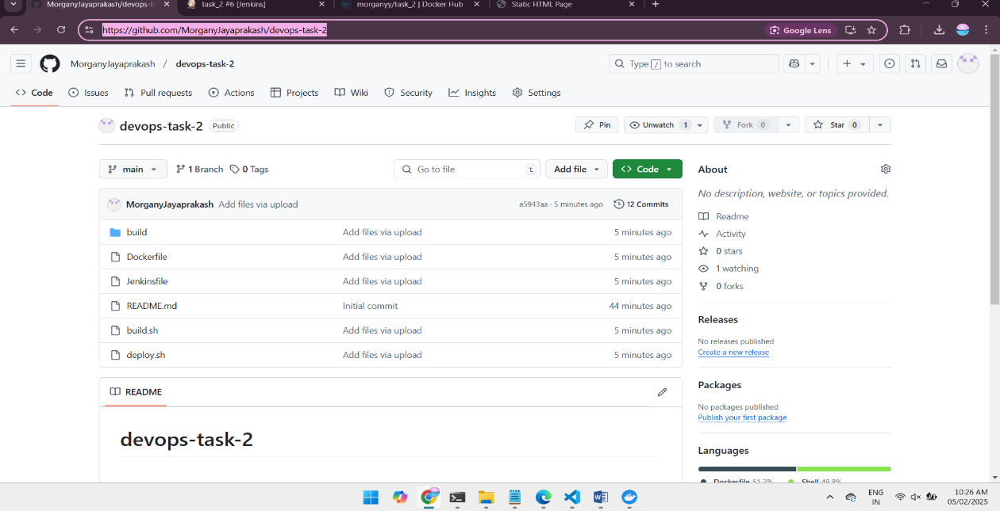 MorganyJayaprakash/devops-t
task_2 #6 [Jenkins]
morganyy/task_2 | Docker Hub
Static HTML Page
https://github.com/MorganyJayaprakash/devops-task-2
Google Lens
MorganyJayaprakash / devops-task-2
Type / to search
Code
Issues
Pull requests
Actions
Projects
Wiki
Security
Insights
Settings
devops-task-2 Public
Pin
Unwatch 1
Fork 0
Star 0
main
1 Branch
0 Tags
Go to file t
Add file
Code
MorganyJayaprakash Add files via upload a5943aa · 5 minutes ago 12 Commits
build Add files via upload 5 minutes ago
Dockerfile Add files via upload 5 minutes ago
Jenkinsfile Add files via upload 5 minutes ago
README.md Initial commit 44 minutes ago
build.sh Add files via upload 5 minutes ago
deploy.sh Add files via upload 5 minutes ago
README
devops-task-2
About
No description, website, or topics provided.
Readme
Activity
0 stars
1 watching
0 forks
Releases
No releases published
Create a new release
Packages
No packages published
Publish your first package
Languages
Dockerfile 51.2% Shell 48.8%
ENG
IN
10:26 AM
05/02/2025